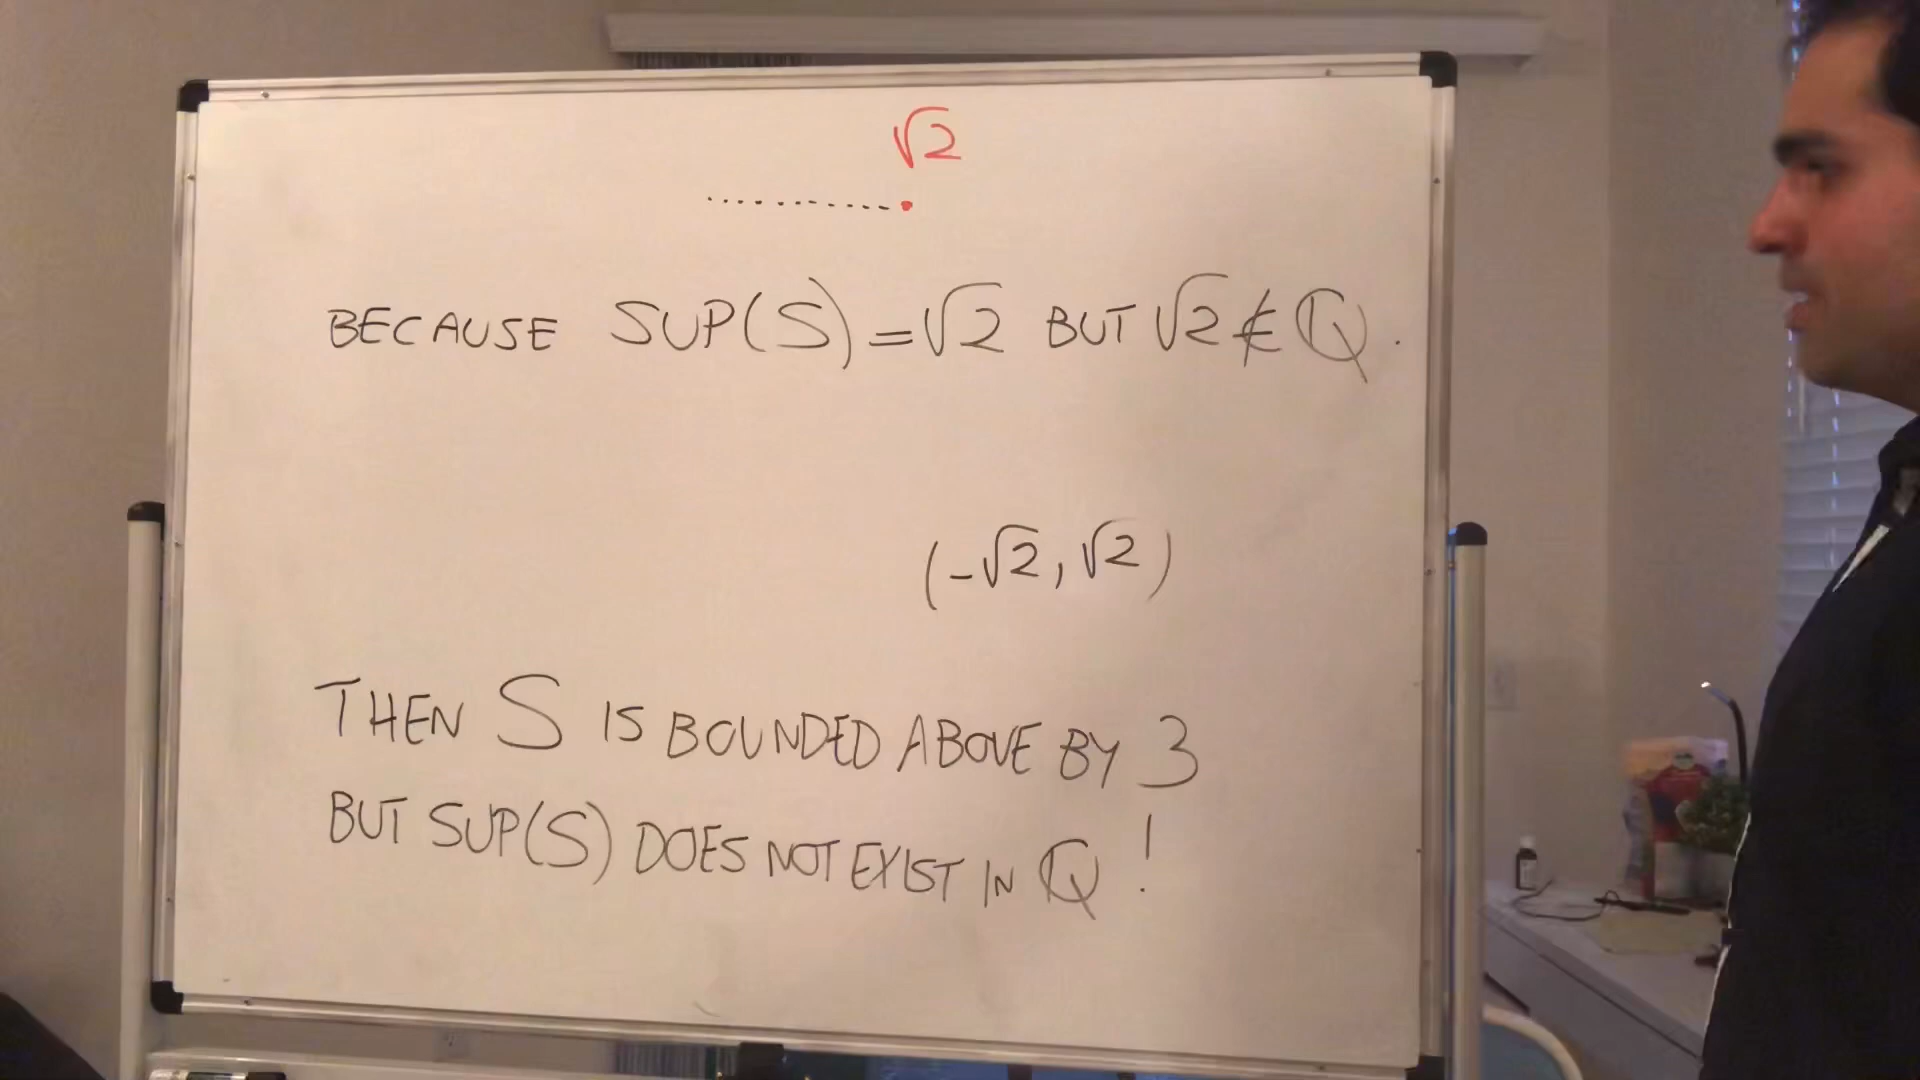 √2
BECAUSE SUP(S)=√2 BUT √2∉ℚ.
(-√2, √2)
THEN S IS BOUNDED ABOVE BY 3
BUT SUP(S) DOES NOT EXIST IN ℚ!